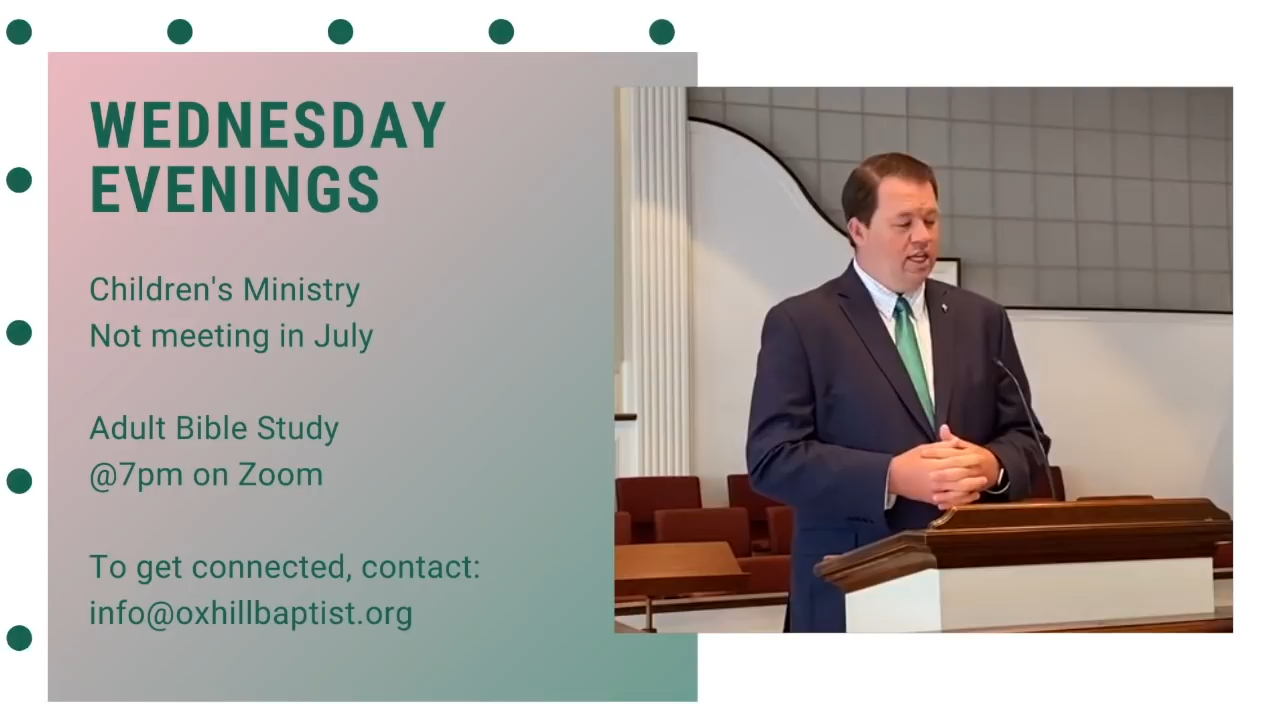 WEDNESDAY
EVENINGS
Children's Ministry
Not meeting in July
Adult Bible Study
@7pm on Zoom
To get connected, contact:
info@oxhillbaptist.org